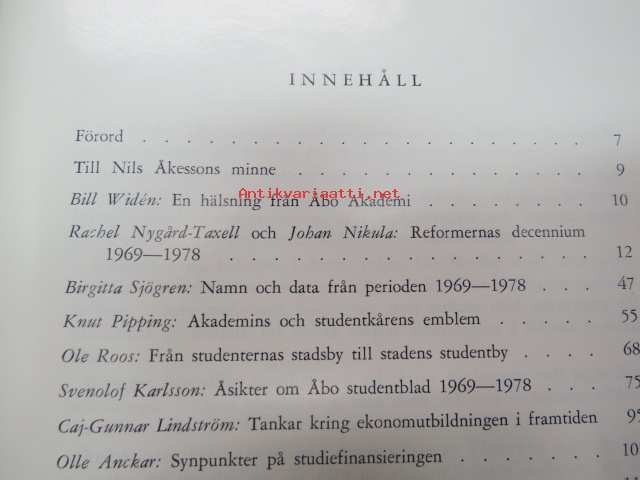 INNEHÅLL
Förord . . . . . . . . . . . . . . . . . 7
Till Nils Åkessons minne . . . . . . . . . . 9
Antikvariaatti.net
Bill Widén: En hälsning från Åbo Akademi . . . . . . . 10
Rachel Nygård-Taxell och Johan Nikula: Reformernas decennium
1969—1978 . . . . . . . . . . . . . . 12
Birgitta Sjögren: Namn och data från perioden 1969—1978 . . . 47
Knut Pipping: Akademins och studentkårens emblem . . . . . 55
Ole Roos: Från studenternas stadsby till stadens studentby . . . . 68
Svenolof Karlsson: Åsikter om Åbo studentblad 1969—1978 . . . 75
Caj-Gunnar Lindström: Tankar kring ekonomutbildningen i framtiden 95
Olle Anckar: Synpunkter på studiefinansieringen . . . . . . 10